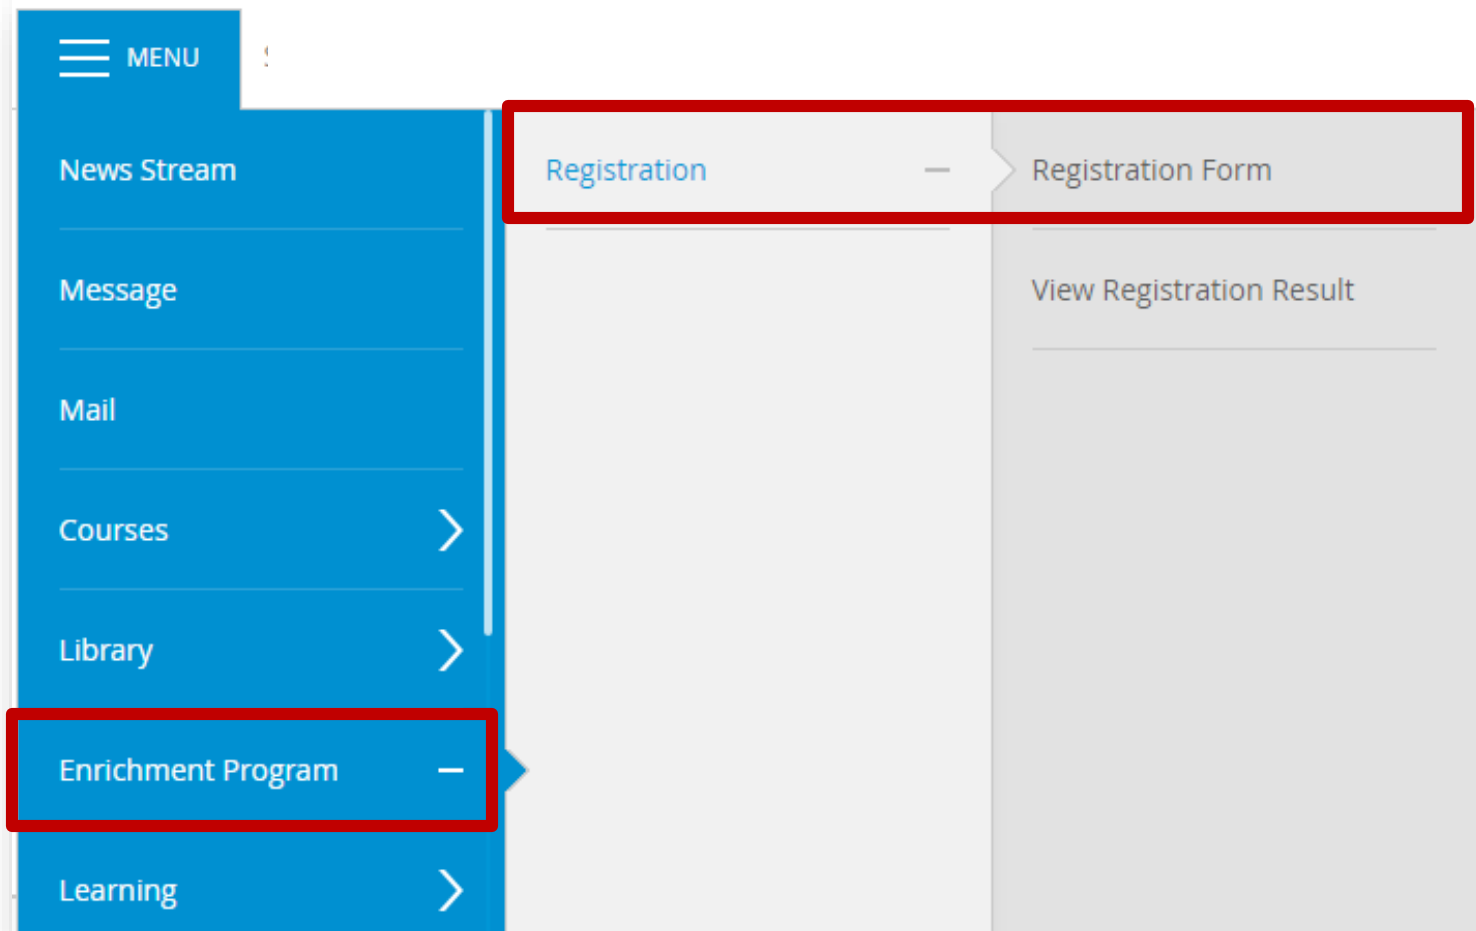 MENU
News Stream
Message
Mail
Courses
Library
Enrichment Program
Learning
Registration
Registration Form
View Registration Result